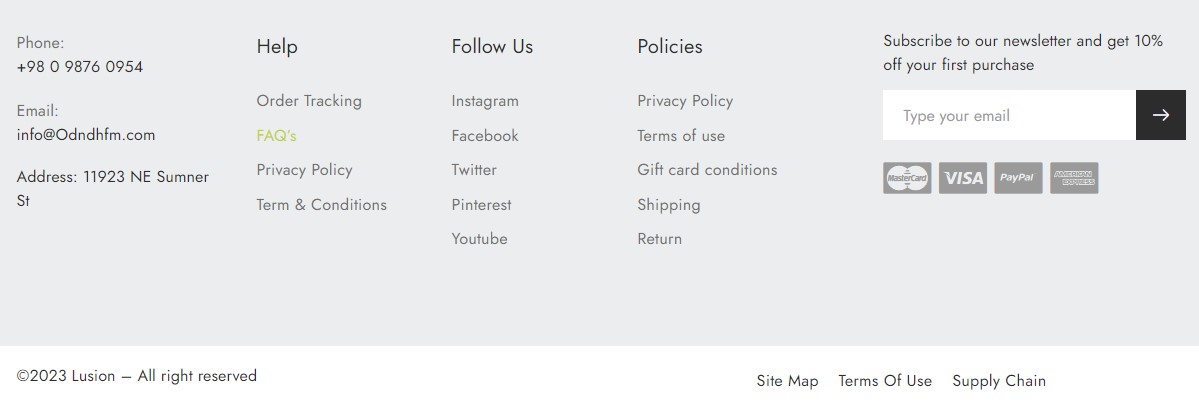 Phone:
+98 0 9876 0954
Email:
info@Odndhfm.com
Address: 11923 NE Sumner
St
Help
Order Tracking
FAQ's
Privacy Policy
Term & Conditions
Follow Us
Instagram
Facebook
Twitter
Pinterest
Youtube
Policies
Privacy Policy
Terms of use
Gift card conditions
Shipping
Return
Subscribe to our newsletter and get 10%
off your first purchase
Type your email
MasterCard
VISA
PayPal
AMERICAN
EXPRESS
©2023 Lusion – All right reserved
Site Map
Terms Of Use
Supply Chain